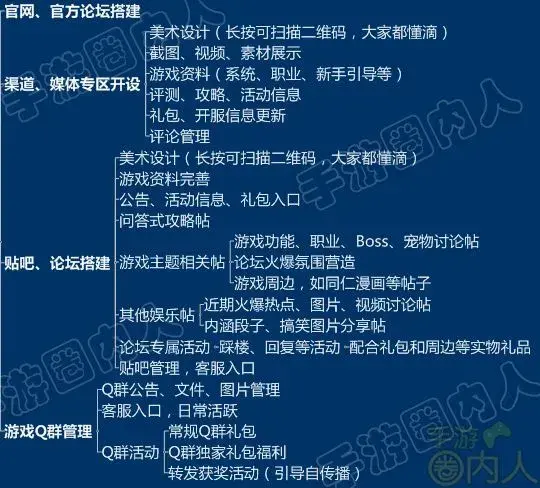 官网、官方论坛搭建
渠道、媒体专区开设
美术设计（长按可扫描二维码，大家都懂滴）
截图、视频、素材展示
游戏资料（系统、职业、新手引导等）
评测、攻略、活动信息
礼包、开服信息更新
评论管理
贴吧、论坛搭建
美术设计（长按可扫描二维码，大家都懂滴）
游戏资料完善
公告、活动信息、礼包入口
问答式攻略帖
游戏主题相关帖
游戏功能、职业、Boss、宠物讨论帖
论坛火爆氛围营造
游戏周边，如同仁漫画等帖子
其他娱乐帖
近期火爆热点、图片、视频讨论帖
内涵段子、搞笑图片分享帖
论坛专属活动 踩楼、回复等活动 配合礼包和周边等实物礼品
贴吧管理，客服入口
游戏Q群管理
Q群公告、文件、图片管理
客服入口，日常活跃
Q群活动
常规Q群礼包
Q群独家礼包福利
转发获奖活动（引导自传播）
手游圈内人
手游圈内人
手游圈内人
手游圈内人
手游
圈内人